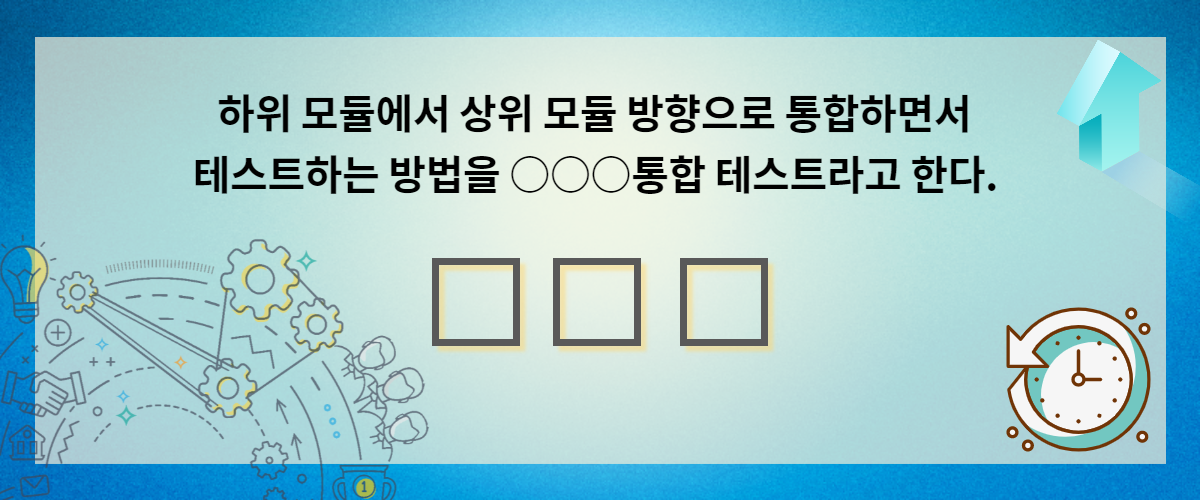 하위 모듈에서 상위 모듈 방향으로 통합하면서
테스트하는 방법을 ○○○통합 테스트라고 한다.
□ □ □
1